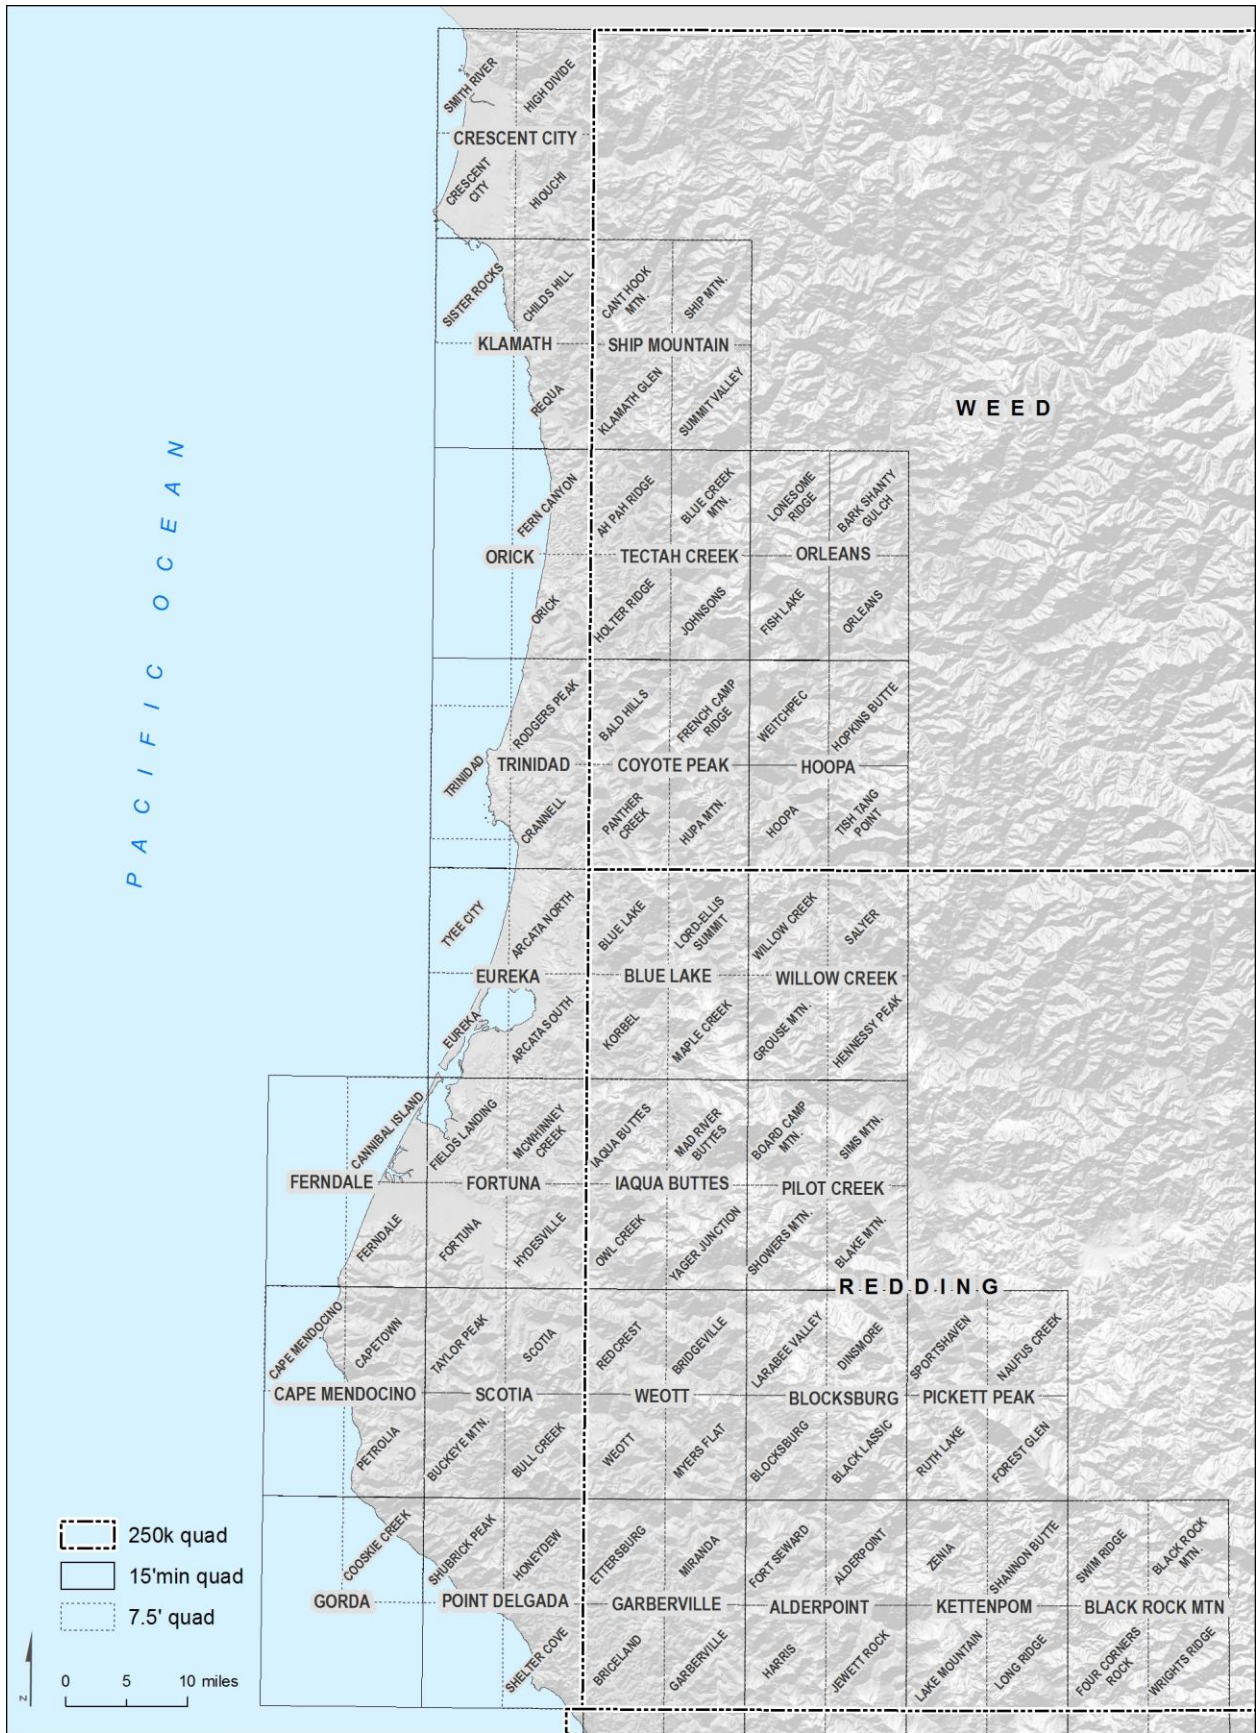 SMITH RIVER
HIGH DIVIDE
CRESCENT CITY
CRESCENT
CITY
HIOUCHI
SISTER ROCKS
CHILDS HILL
CANT HOOK
MTN.
SHIP MTN.
KLAMATH
SHIP MOUNTAIN
REQUA
KLAMATH GLEN
SUMMIT VALLEY
WEED
PACIFIC OCEAN
FERN CANYON
AH PAH RIDGE
BLUE CREEK
MTN.
LONESOME
RIDGE
BARK SHANTY
GULCH
ORICK
TECTAH CREEK
ORLEANS
ORICK
HOLTER RIDGE
JOHNSONS
FISH LAKE
ORLEANS
RODGERS PEAK
BALD HILLS
FRENCH CAMP
RIDGE
WEITCHPEC
HOPKINS BUTTE
TRINIDAD
TRINIDAD
COYOTE PEAK
HOOPA
CRANNELL
PANTHER
CREEK
HUPA MTN.
HOOPA
TISH TANG
POINT
TYEE CITY
ARCATA NORTH
BLUE LAKE
LORD-ELLIS
SUMMIT
WILLOW CREEK
SALYER
EUREKA
BLUE LAKE
WILLOW CREEK
EUREKA
ARCATA SOUTH
KORBEL
MAPLE CREEK
GROUSE MTN.
HENNESSY PEAK
CANNIBAL ISLAND
FIELDS LANDING
MCWHINNEY
CREEK
IAQUA BUTTES
MAD RIVER
BUTTES
BOARD CAMP
MTN.
SIMS MTN.
FERNDALE
FORTUNA
IAQUA BUTTES
PILOT CREEK
FERNDALE
FORTUNA
HYDESVILLE
OWL CREEK
YAGER JUNCTION
SHOWERS MTN.
BLAKE MTN.
REDDING
CAPE MENDOCINO
CAPETOWN
TAYLOR PEAK
SCOTIA
REDCREST
BRIDGEVILLE
LARABEE VALLEY
DINSMORE
SPORTSHAVEN
NAUFUS CREEK
CAPE MENDOCINO
SCOTIA
WEOTT
BLOCKSBURG
PICKETT PEAK
PETROLIA
BUCKEYE MTN.
BULL CREEK
WEOTT
MYERS FLAT
BLOCKSBURG
BLACK LASSIC
RUTH LAKE
FOREST GLEN
COOSKIE CREEK
SHUBRICK PEAK
HONEYDEW
ETTERSBURG
MIRANDA
FORT SEWARD
ALDERPOINT
ZENIA
SHANNON BUTTE
SWIM RIDGE
BLACK ROCK
MTN.
GORDA
POINT DELGADA
GARBERVILLE
ALDERPOINT
KETTENPOM
BLACK ROCK MTN
SHELTER COVE
BRICELAND
GARBERVILLE
HARRIS
JEWETT ROCK
LAKE MOUNTAIN
LONG RIDGE
FOUR CORNERS
ROCK
WRIGHTS RIDGE
250k quad
15'min quad
7.5' quad
0 5 10 miles
Z